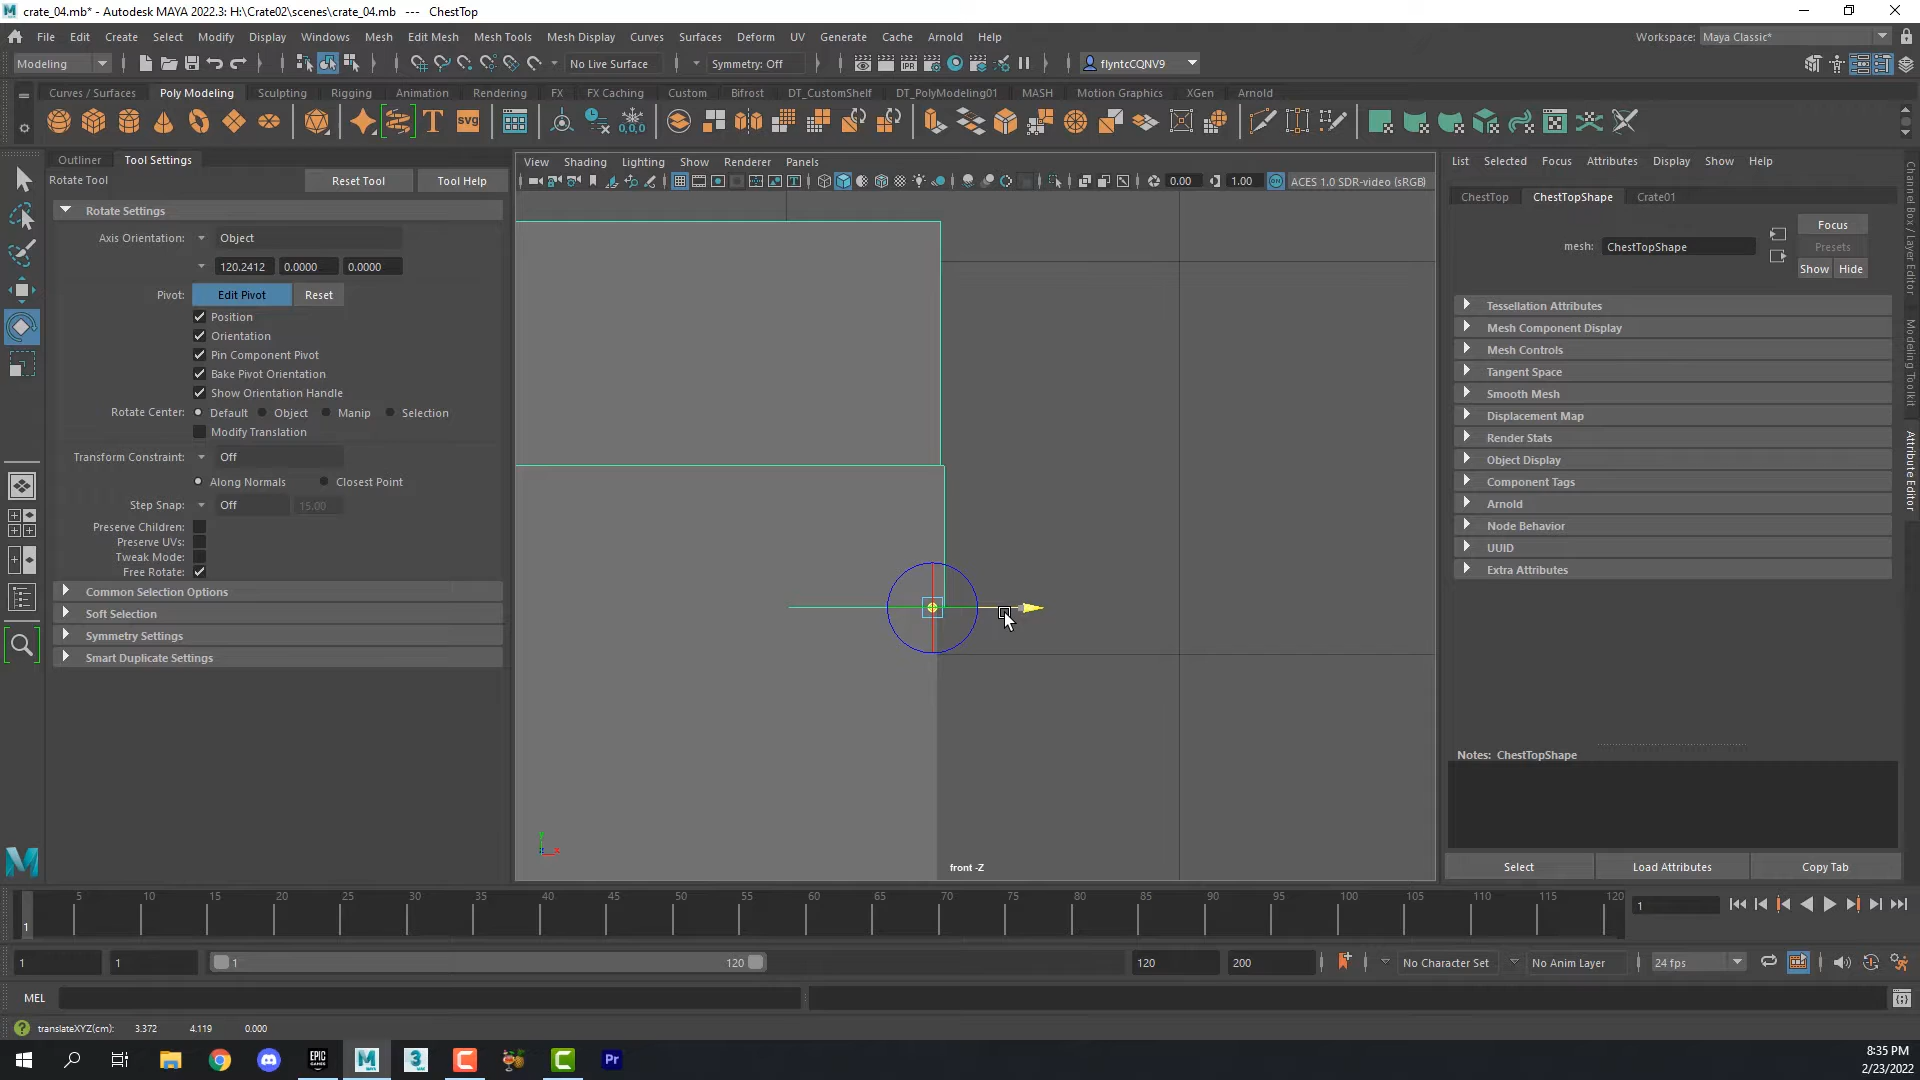 crate_04.mb* - Autodesk MAYA 2022.3: H:\Crate02\scenes\crate_04.mb --- ChestTop
File Edit Create Select Modify Display Windows Mesh Edit Mesh Mesh Tools Mesh Display Curves Surfaces Deform UV Generate Cache Arnold Help
Workspace: Maya Classic*
Modeling
No Live Surface
Symmetry: Off
flyntcCQNV9
Curves / Surfaces Poly Modeling Sculpting Rigging Animation Rendering FX FX Caching Custom Bifrost DT_CustomShelf DT_PolyModeling01 MASH Motion Graphics XGen Arnold
T SVG 0,0,0
Outliner Tool Settings
Rotate Tool
Reset Tool Tool Help
Rotate Settings
Axis Orientation: Object
120.2412 0.0000 0.0000
Pivot: Edit Pivot Reset
Position
Orientation
Pin Component Pivot
Bake Pivot Orientation
Show Orientation Handle
Rotate Center: Default Object Manip Selection
Modify Translation
Transform Constraint: Off
Along Normals Closest Point
Step Snap: Off 15.00
Preserve Children:
Preserve UVs:
Tweak Mode:
Free Rotate:
Common Selection Options
Soft Selection
Symmetry Settings
Smart Duplicate Settings
View Shading Lighting Show Renderer Panels
0.00 1.00 ACES 1.0 SDR-video (sRGB)
front -Z
List Selected Focus Attributes Display Show Help
ChestTop ChestTopShape Crate01
mesh: ChestTopShape
Focus
Presets
Show Hide
Tessellation Attributes
Mesh Component Display
Mesh Controls
Tangent Space
Smooth Mesh
Displacement Map
Render Stats
Object Display
Component Tags
Arnold
Node Behavior
UUID
Extra Attributes
Notes: ChestTopShape
Select Load Attributes Copy Tab
Channel Box / Layer Editor
Modeling Toolkit
Attribute Editor
5 10 15 20 25 30 35 40 45 50 55 60 65 70 75 80 85 90 95 100 105 110 115 120
1
1
1 1 1 120 120 200 No Character Set No Anim Layer 24 fps
MEL
translateXYZ(cm): 3.372 4.119 0.000
8:35 PM
2/23/2022